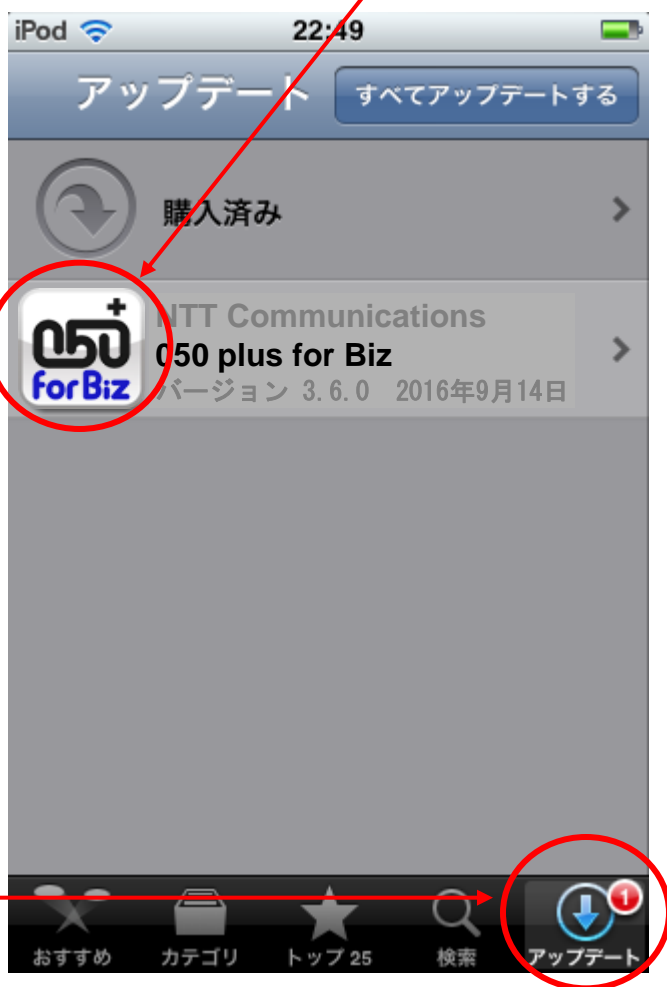 iPod 22:49
アップデート すべてアップデートする
購入済み
050+
for Biz
NTT Communications
050 plus for Biz
バージョン 3.6.0 2016年9月14日
1
おすすめ カテゴリ トップ 25 検索 アップデート